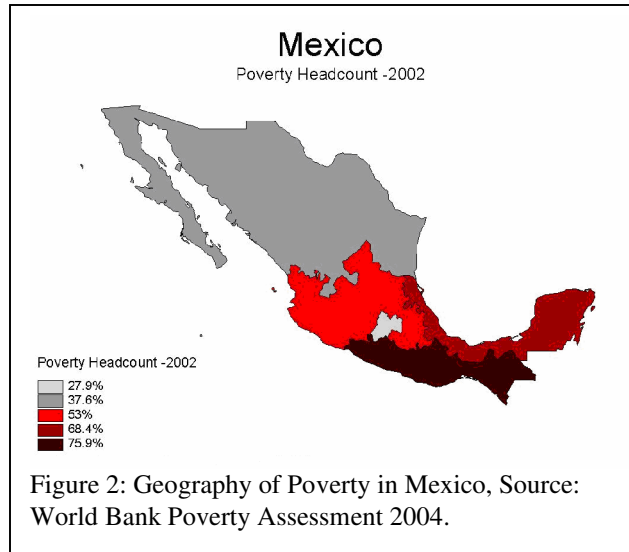 Mexico
Poverty Headcount -2002
Poverty Headcount -2002
27.9%
37.6%
53%
68.4%
75.9%
Figure 2: Geography of Poverty in Mexico, Source:
World Bank Poverty Assessment 2004.